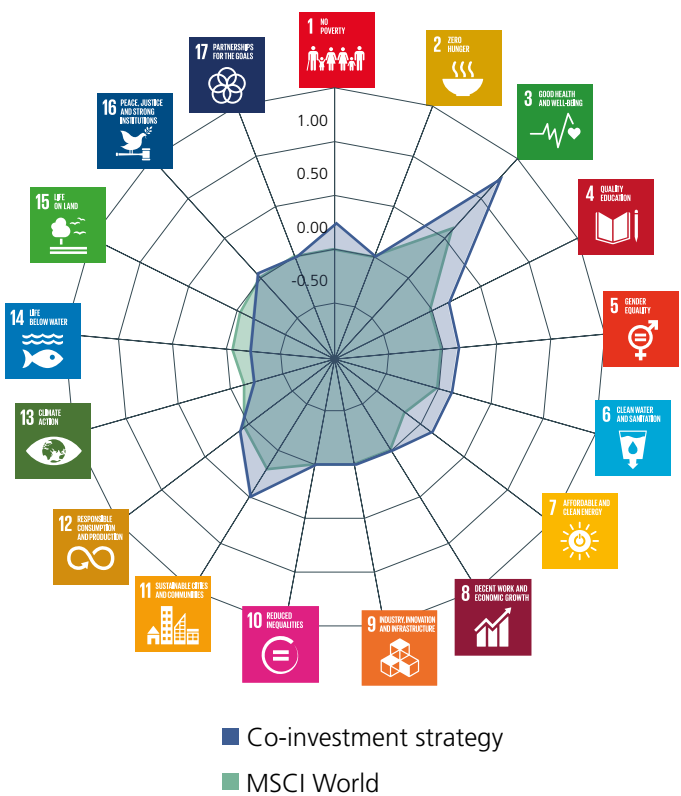 1 NO
POVERTY
2 ZERO
HUNGER
3 GOOD HEALTH
AND WELL-BEING
4 QUALITY
EDUCATION
5 GENDER
EQUALITY
6 CLEAN WATER
AND SANITATION
7 AFFORDABLE AND
CLEAN ENERGY
8 DECENT WORK AND
ECONOMIC GROWTH
9 INDUSTRY, INNOVATION
AND INFRASTRUCTURE
10 REDUCED
INEQUALITIES
11 SUSTAINABLE CITIES
AND COMMUNITIES
12 RESPONSIBLE
CONSUMPTION
AND PRODUCTION
13 CLIMATE
ACTION
14 LIFE
BELOW WATER
15 LIFE
ON LAND
16 PEACE, JUSTICE
AND STRONG
INSTITUTIONS
17 PARTNERSHIPS
FOR THE GOALS
1.00
0.50
0.00
-0.50
Co-investment strategy
MSCI World